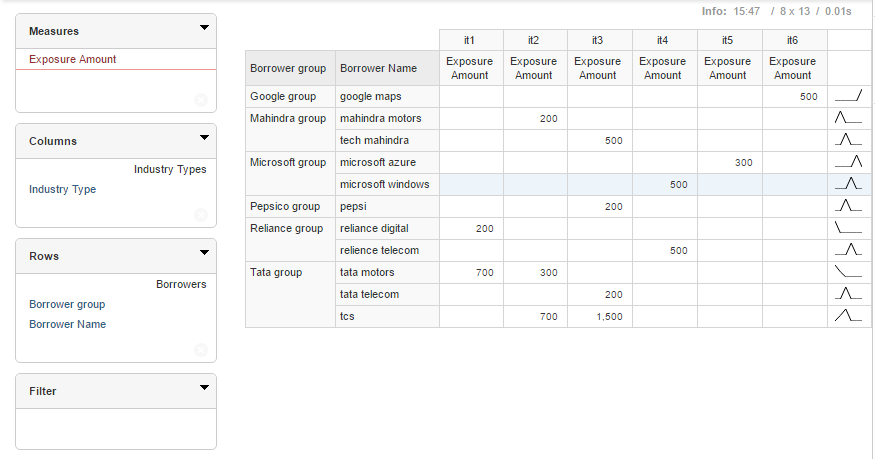 Info: 15:47 / 8 x 13 / 0.01s
Measures
Exposure Amount
Columns
Industry Types
Industry Type
Rows
Borrowers
Borrower group
Borrower Name
Filter
it1 it2 it3 it4 it5 it6
Borrower group Borrower Name Exposure Amount Exposure Amount Exposure Amount Exposure Amount Exposure Amount Exposure Amount
Google group google maps 500
Mahindra group mahindra motors 200
tech mahindra 500
Microsoft group microsoft azure 300
microsoft windows 500
Pepsico group pepsi 200
Reliance group reliance digital 200
relience telecom 500
Tata group tata motors 700 300
tata telecom 200
tcs 700 1,500